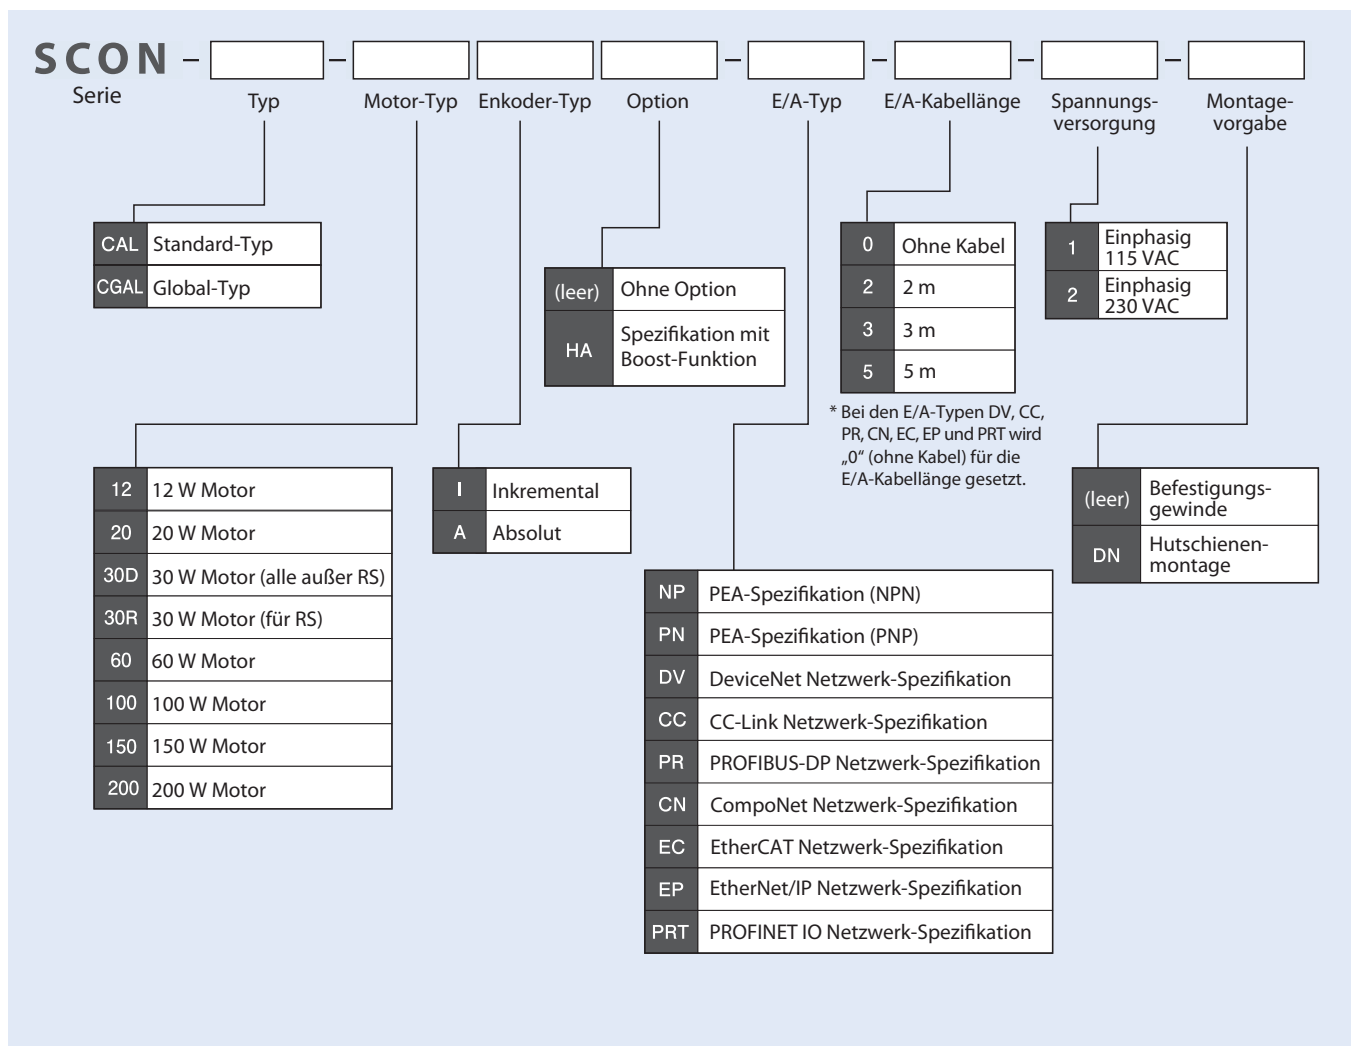 SCON - - - - - -
Serie
Typ
Motor-Typ
Enkoder-Typ
Option
E/A-Typ
E/A-Kabellänge
Spannungs-
versorgung
Montage-
vorgabe
CAL Standard-Typ
CGAL Global-Typ
(leer) Ohne Option
HA Spezifikation mit
Boost-Funktion
0 Ohne Kabel
2 2 m
3 3 m
5 5 m
* Bei den E/A-Typen DV, CC,
PR, CN, EC, EP und PRT wird
„0“ (ohne Kabel) für die
E/A-Kabellänge gesetzt.
1 Einphasig
115 VAC
2 Einphasig
230 VAC
12 12 W Motor
20 20 W Motor
30D 30 W Motor (alle außer RS)
30R 30 W Motor (für RS)
60 60 W Motor
100 100 W Motor
150 150 W Motor
200 200 W Motor
I Inkremental
A Absolut
(leer) Befestigungs-
gewinde
DN Hutschienen-
montage
NP PEA-Spezifikation (NPN)
PN PEA-Spezifikation (PNP)
DV DeviceNet Netzwerk-Spezifikation
CC CC-Link Netzwerk-Spezifikation
PR PROFIBUS-DP Netzwerk-Spezifikation
CN CompoNet Netzwerk-Spezifikation
EC EtherCAT Netzwerk-Spezifikation
EP EtherNet/IP Netzwerk-Spezifikation
PRT PROFINET IO Netzwerk-Spezifikation